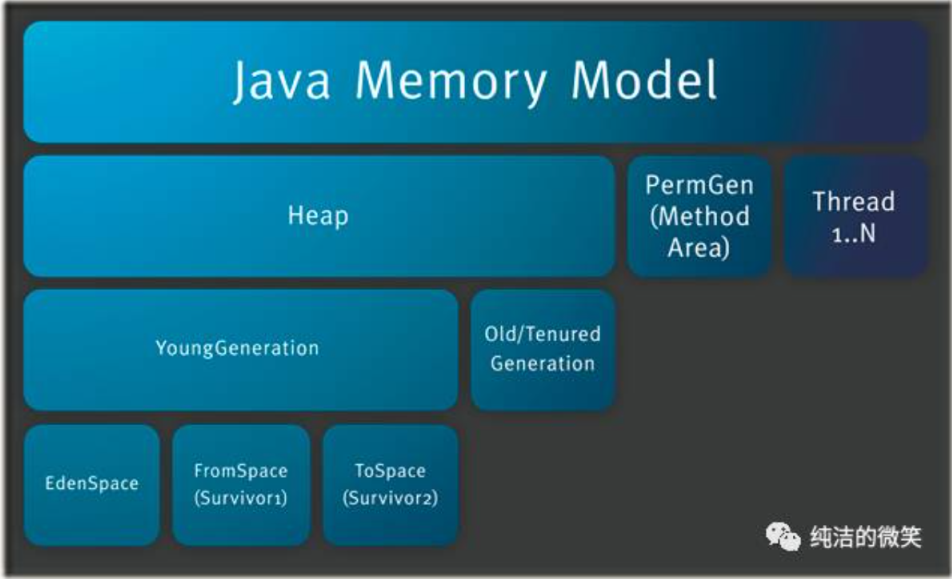 Java Memory Model
Heap
PermGen
(Method
Area)
Thread
1..N
YoungGeneration
Old/Tenured
Generation
EdenSpace
FromSpace
(Survivor1)
ToSpace
(Survivor2)
纯洁的微笑